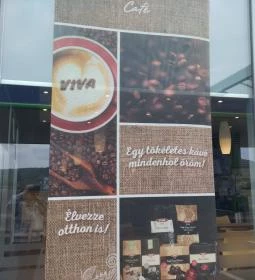 Café
VIVA
Egy tökéletes kávé
mindenhol öröm!
Élvezze
otthon is!